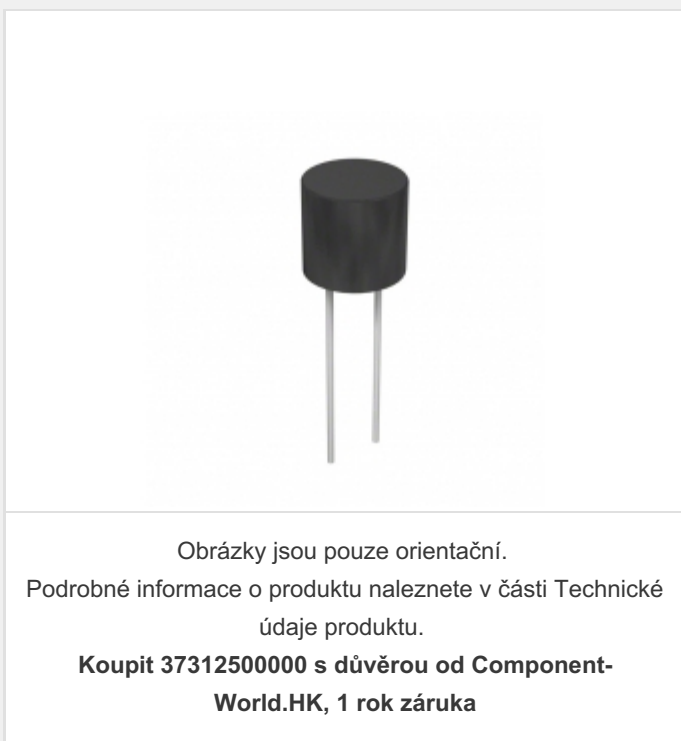 Obrázky jsou pouze orientační.
Podrobné informace o produktu naleznete v části Technické
údaje produktu.
Koupit 37312500000 s důvěrou od Component-
World.HK, 1 rok záruka